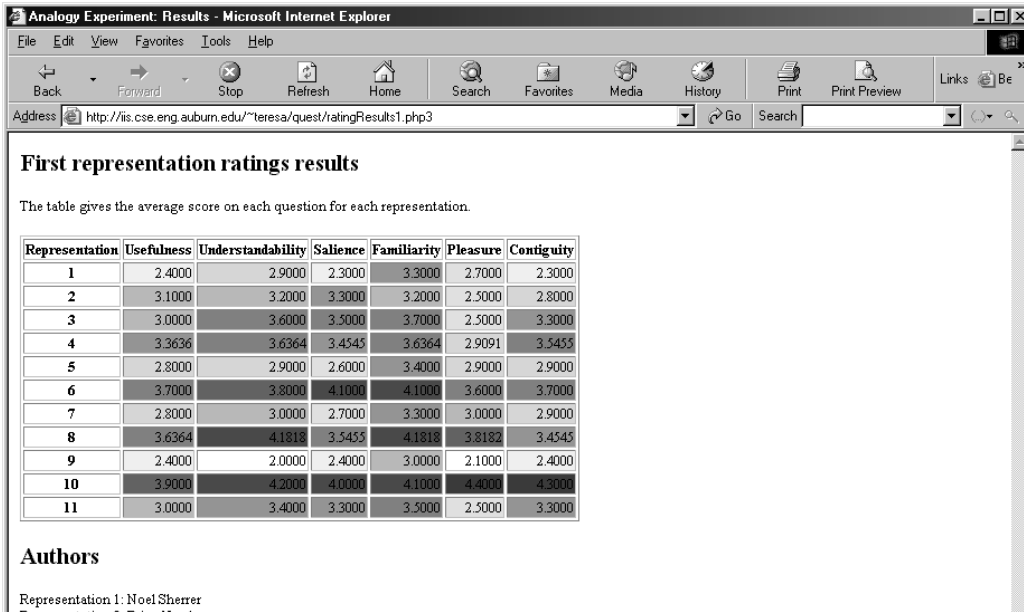 Analogy Experiment: Results - Microsoft Internet Explorer
File Edit View Favorites Tools Help
Back Forward Stop Refresh Home Search Favorites Media History Print Print Preview Links Be »
Address http://iis.cse.eng.auburn.edu/~teresa/quest/ratingResults1.php3 Go Search
First representation ratings results
The table gives the average score on each question for each representation.
Representation Usefulness Understandability Salience Familiarity Pleasure Contiguity
1 2.4000 2.9000 2.3000 3.3000 2.7000 2.3000
2 3.1000 3.2000 3.3000 3.2000 2.5000 2.8000
3 3.0000 3.6000 3.5000 3.7000 2.5000 3.3000
4 3.3636 3.6364 3.4545 3.6364 2.9091 3.5455
5 2.8000 2.9000 2.6000 3.4000 2.9000 2.9000
6 3.7000 3.8000 4.1000 4.1000 3.6000 3.7000
7 2.8000 3.0000 2.7000 3.3000 3.0000 2.9000
8 3.6364 4.1818 3.5455 4.1818 3.8182 3.4545
9 2.4000 2.0000 2.4000 3.0000 2.1000 2.4000
10 3.9000 4.2000 4.0000 4.1000 4.4000 4.3000
11 3.0000 3.4000 3.3000 3.5000 2.5000 3.3000
Authors
Representation 1: Noel Sherrer